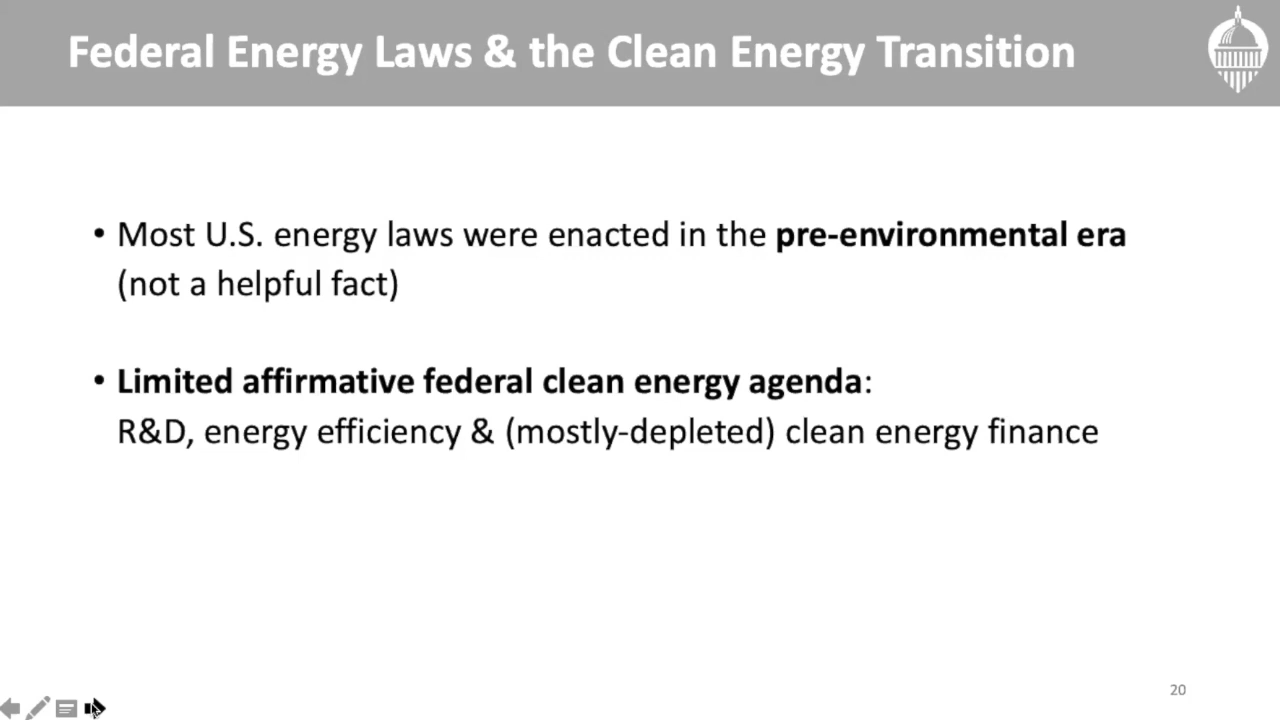 Federal Energy Laws & the Clean Energy Transition
• Most U.S. energy laws were enacted in the pre-environmental era
(not a helpful fact)
• Limited affirmative federal clean energy agenda:
R&D, energy efficiency & (mostly-depleted) clean energy finance
20